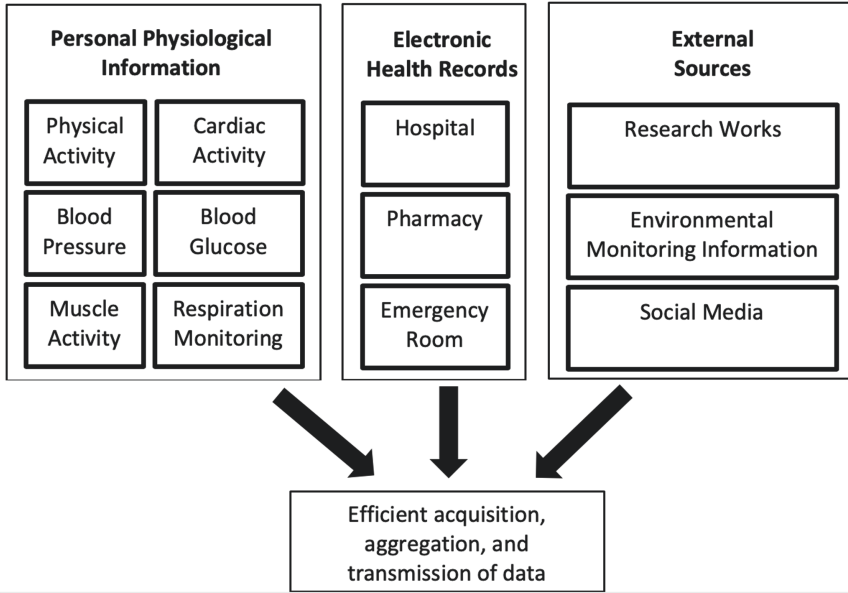 Personal Physiological
Information
Physical
Activity
Cardiac
Activity
Blood
Pressure
Blood
Glucose
Muscle
Activity
Respiration
Monitoring
Electronic
Health Records
Hospital
Pharmacy
Emergency
Room
External
Sources
Research Works
Environmental
Monitoring Information
Social Media
Efficient acquisition,
aggregation, and
transmission of data